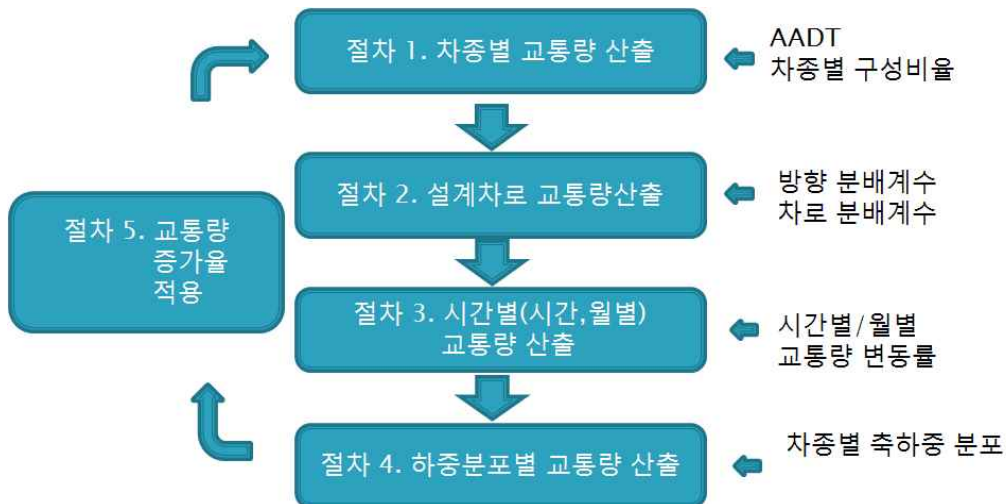 절차 1. 차종별 교통량 산출
AADT
차종별 구성비율
절차 2. 설계차로 교통량산출
방향 분배계수
차로 분배계수
절차 5. 교통량
증가율
적용
절차 3. 시간별(시간,월별)
교통량 산출
시간별/월별
교통량 변동률
절차 4. 하중분포별 교통량 산출
차종별 축하중 분포